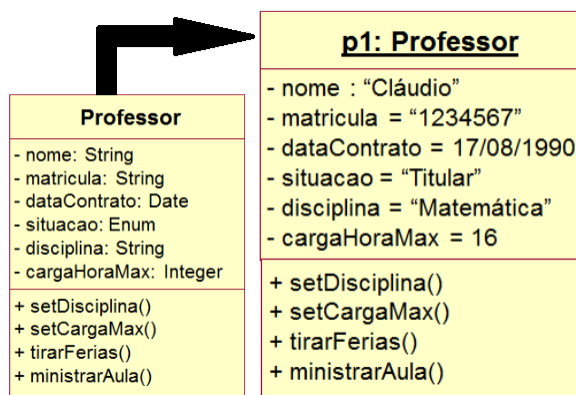 Professor
- nome: String
- matricula: String
- dataContrato: Date
- situacao: Enum
- disciplina: String
- cargaHoraMax: Integer
+ setDisciplina()
+ setCargaMax()
+ tirarFerias()
+ ministrarAula()
p1: Professor
- nome : “Cláudio”
- matricula = “1234567”
- dataContrato = 17/08/1990
- situacao = “Titular”
- disciplina = “Matemática”
- cargaHoraMax = 16
+ setDisciplina()
+ setCargaMax()
+ tirarFerias()
+ ministrarAula()